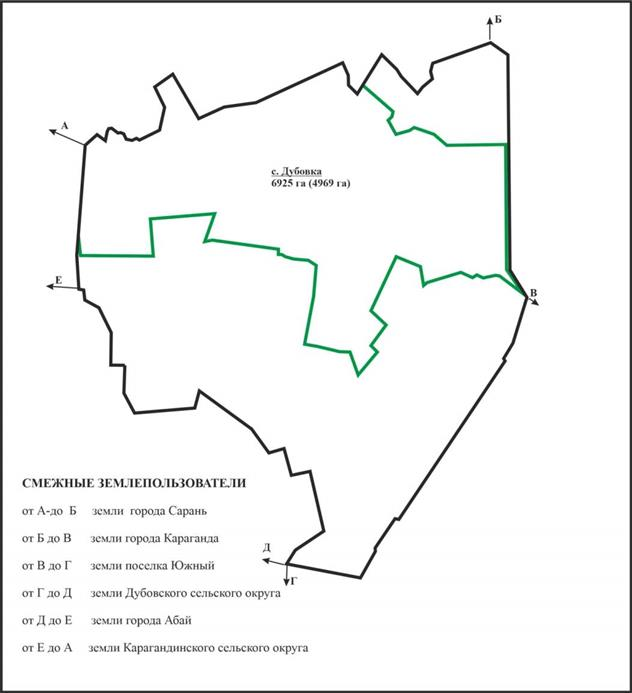 Б
А
с. Дубовка
6925 га (4969 га)
Е
В
СМЕЖНЫЕ ЗЕМЛЕПОЛЬЗОВАТЕЛИ
от А-до Б земли города Сарань
от Б до В земли города Караганда
Д
от В до Г земли поселка Южный
Г
от Г до Д земли Дубовского сельского округа
от Д до Е земли города Абай
от Е до А земли Карагандинского сельского округа